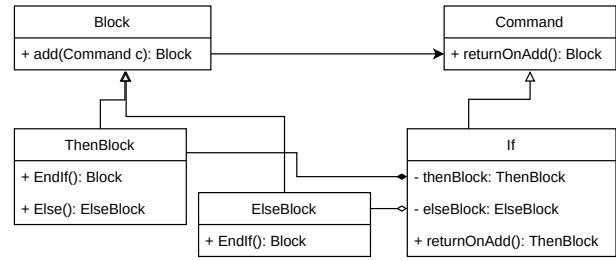 Block
+ add(Command c): Block
Command
+ returnOnAdd(): Block
ThenBlock
+ EndIf(): Block
+ Else(): ElseBlock
ElseBlock
+ EndIf(): Block
If
- thenBlock: ThenBlock
- elseBlock: ElseBlock
+ returnOnAdd(): ThenBlock